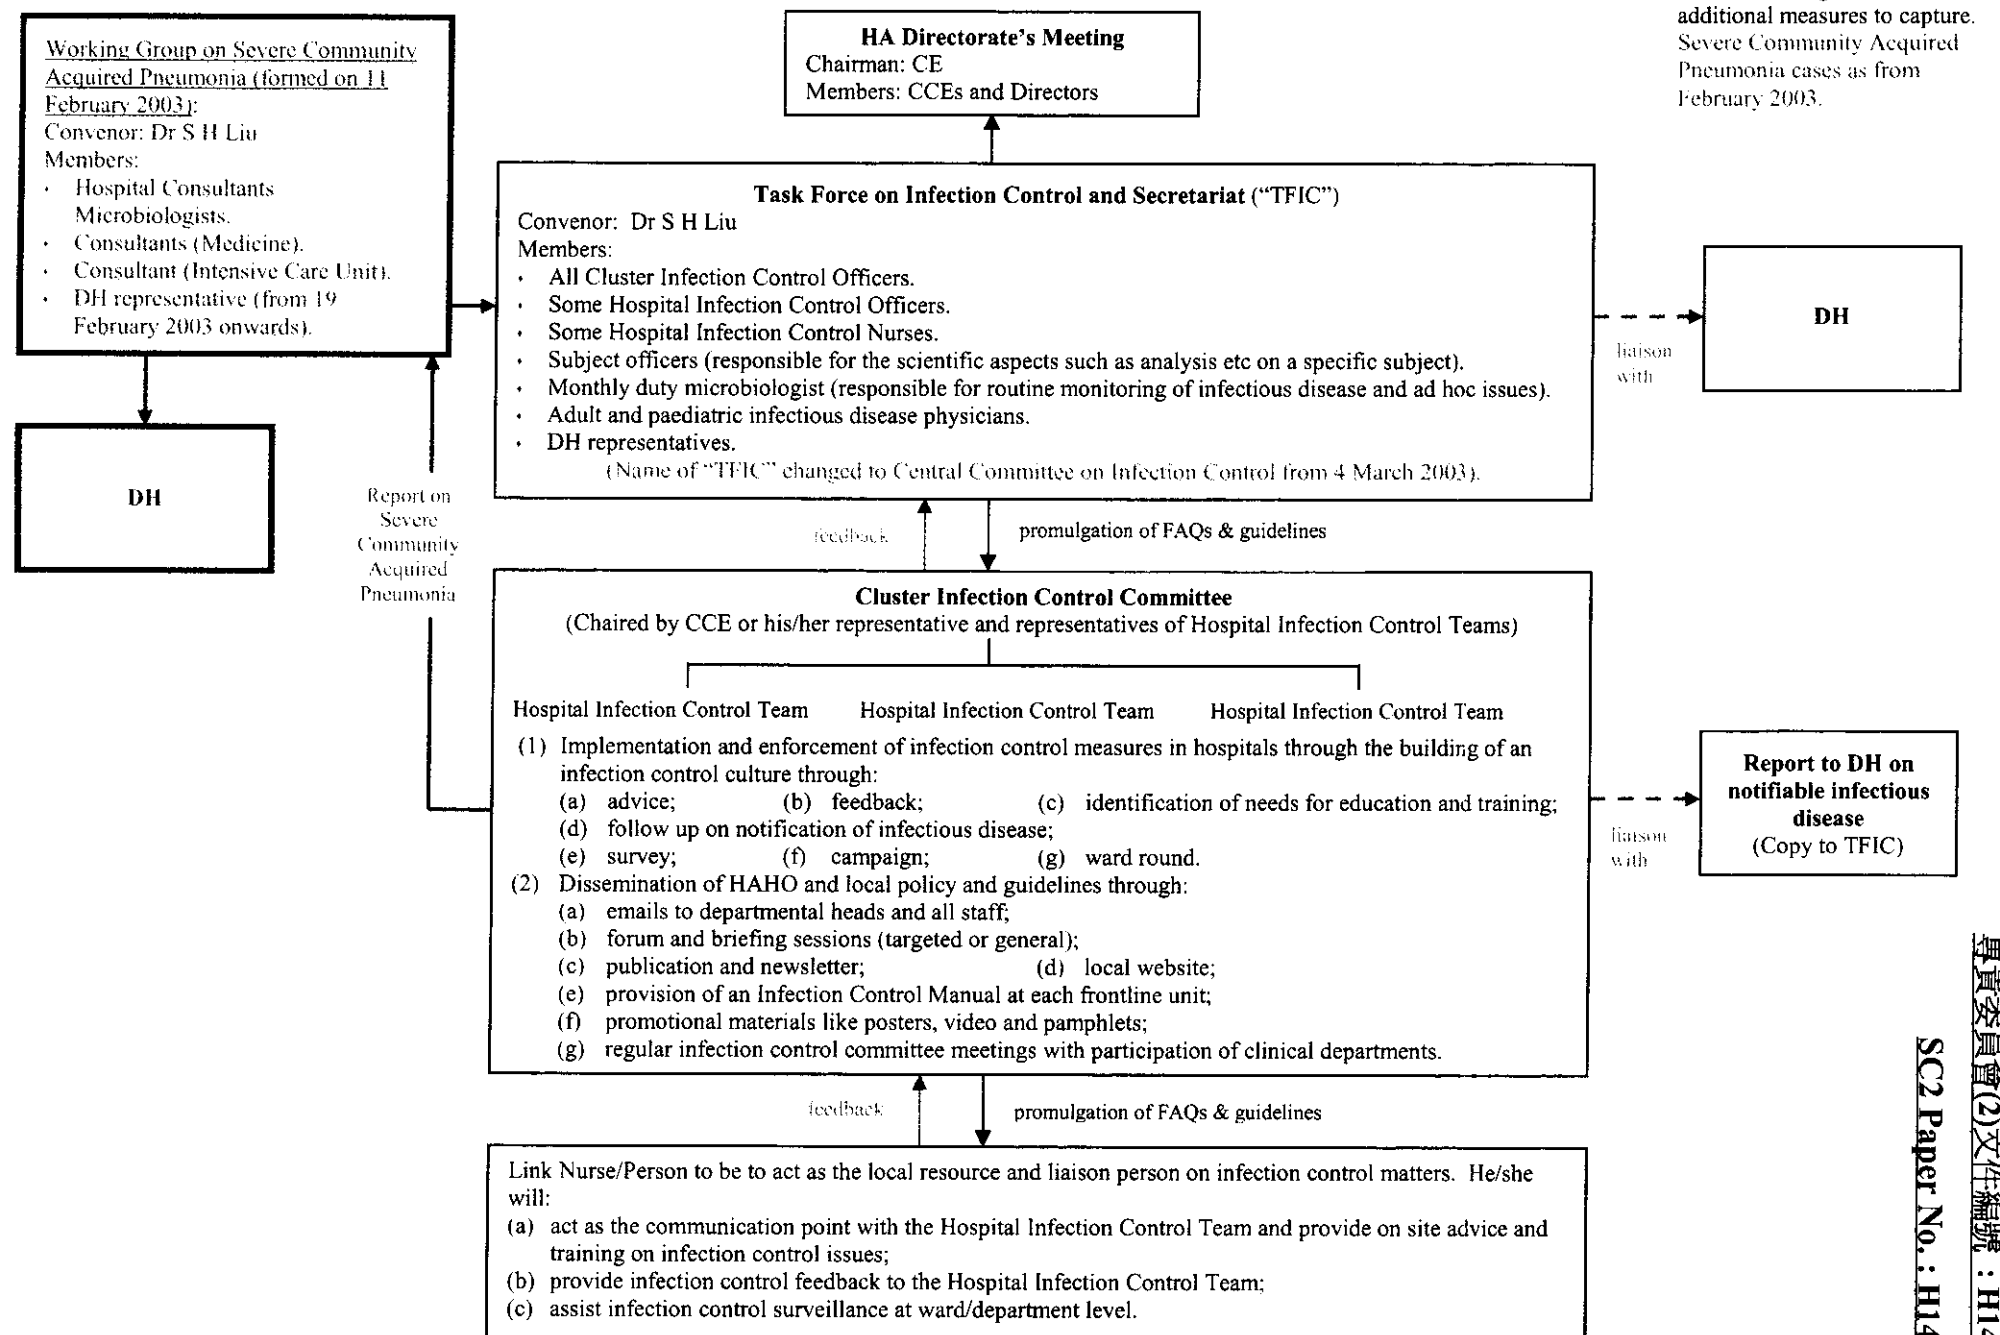 additional measures to capture.
Severe Community Acquired
Pneumonia cases as from
February 2003.
Working Group on Severe Community
Acquired Pneumonia (formed on 11
February 2003):
Convenor: Dr S H Liu
Members:
· Hospital Consultants
Microbiologists.
· Consultants (Medicine).
· Consultant (Intensive Care Unit).
· DH representative (from 19
February 2003 onwards).
HA Directorate's Meeting
Chairman: CE
Members: CCEs and Directors
Task Force on Infection Control and Secretariat (“TFIC”)
Convenor: Dr S H Liu
Members:
· All Cluster Infection Control Officers.
· Some Hospital Infection Control Officers.
· Some Hospital Infection Control Nurses.
· Subject officers (responsible for the scientific aspects such as analysis etc on a specific subject).
· Monthly duty microbiologist (responsible for routine monitoring of infectious disease and ad hoc issues).
· Adult and paediatric infectious disease physicians.
· DH representatives.
(Name of “TFIC” changed to Central Committee on Infection Control from 4 March 2003).
liaison
with
DH
DH
Report on
Severe
Community
Acquired
Pneumonia
feedback
promulgation of FAQs & guidelines
Cluster Infection Control Committee
(Chaired by CCE or his/her representative and representatives of Hospital Infection Control Teams)
Hospital Infection Control Team Hospital Infection Control Team Hospital Infection Control Team
(1) Implementation and enforcement of infection control measures in hospitals through the building of an
infection control culture through:
(a) advice; (b) feedback; (c) identification of needs for education and training;
(d) follow up on notification of infectious disease;
(e) survey; (f) campaign; (g) ward round.
(2) Dissemination of HAHO and local policy and guidelines through:
(a) emails to departmental heads and all staff;
(b) forum and briefing sessions (targeted or general);
(c) publication and newsletter; (d) local website;
(e) provision of an Infection Control Manual at each frontline unit;
(f) promotional materials like posters, video and pamphlets;
(g) regular infection control committee meetings with participation of clinical departments.
liaison
with
Report to DH on
notifiable infectious
disease
(Copy to TFIC)
feedback
promulgation of FAQs & guidelines
Link Nurse/Person to be to act as the local resource and liaison person on infection control matters. He/she
will:
(a) act as the communication point with the Hospital Infection Control Team and provide on site advice and
training on infection control issues;
(b) provide infection control feedback to the Hospital Infection Control Team;
(c) assist infection control surveillance at ward/department level.
專責委員會(2)文件編號：H14
SC2 Paper No. : H14